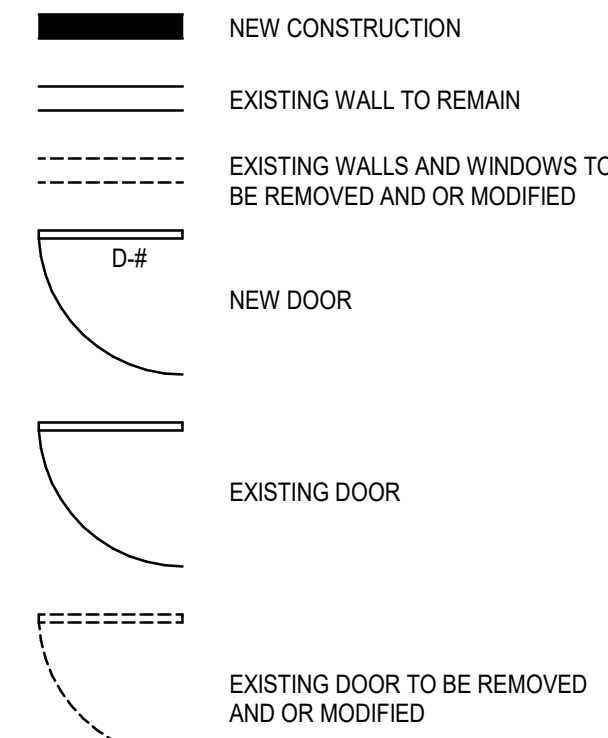 NEW CONSTRUCTION
EXISTING WALL TO REMAIN
EXISTING WALLS AND WINDOWS TO
BE REMOVED AND OR MODIFIED
D-#
NEW DOOR
EXISTING DOOR
EXISTING DOOR TO BE REMOVED
AND OR MODIFIED